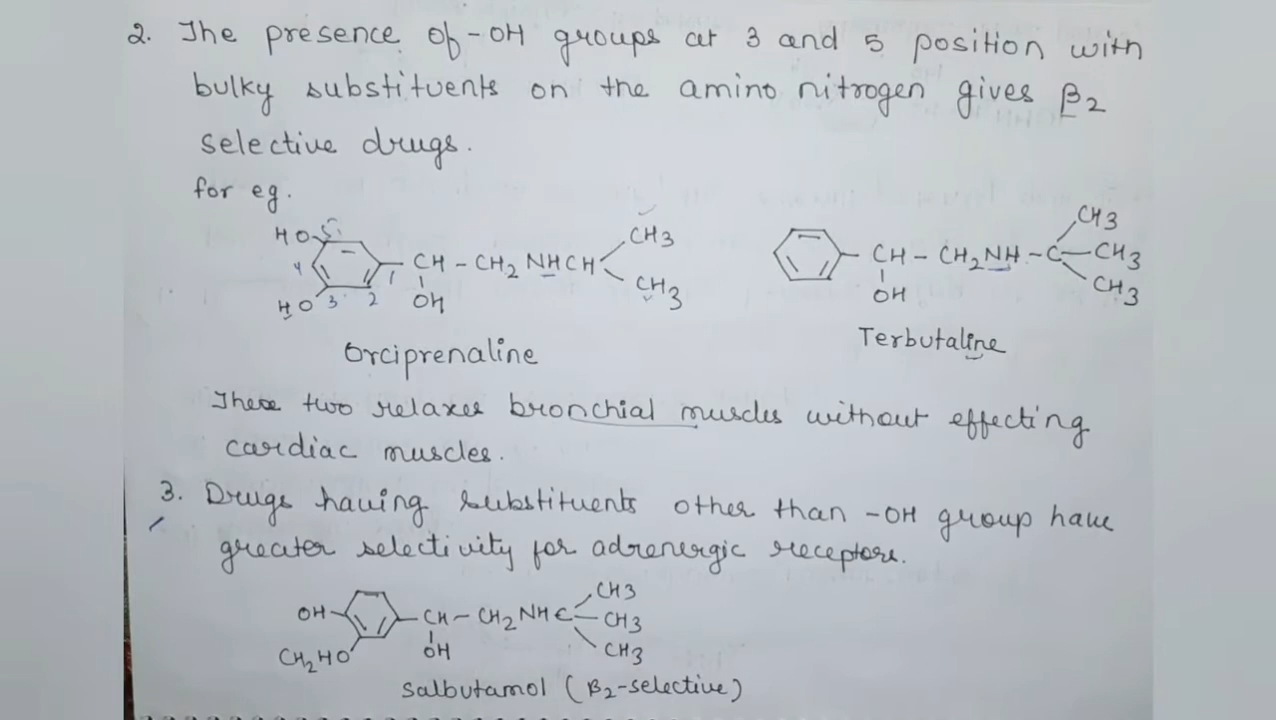 2. The presence of -OH groups at 3 and 5 position with
bulky substituents on the amino nitrogen gives β2
selective drugs.
for eg.
HO 5 CH3 CH3
4 1 CH - CH2 NHCH CH - CH2NH - C - CH3
HO 3 2 OH CH3 OH CH3
Orciprenaline Terbutaline
These two relaxes bronchial muscles without effecting
cardiac muscles.
3. Drugs having substituents other than -OH group have
greater selectivity for adrenergic receptors.
CH3
OH CH - CH2 NHC - CH3
CH2HO OH CH3
Salbutamol (β2-selective)